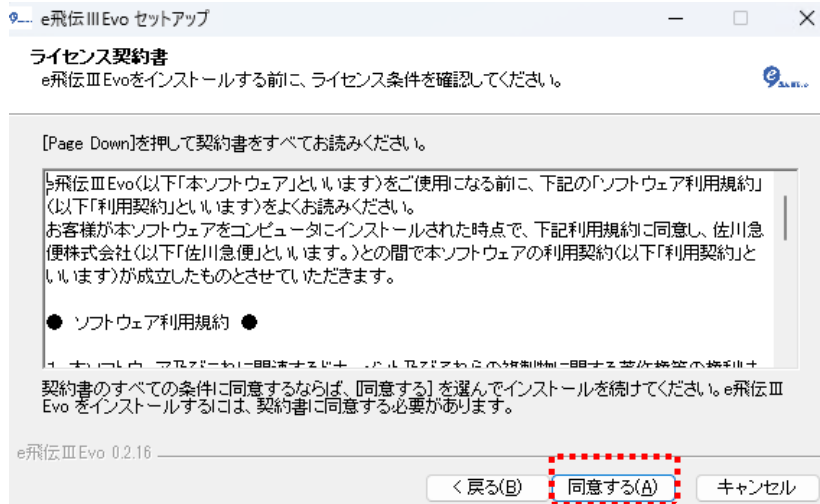 e飛伝ⅢEvo セットアップ
ライセンス契約書
e飛伝ⅢEvoをインストールする前に、ライセンス条件を確認してください。
[Page Down]を押して契約書をすべてお読みください。
e飛伝ⅢEvo(以下「本ソフトウェア」といいます)をご使用になる前に、下記の「ソフトウェア利用規約」
(以下「利用契約」といいます)をよくお読みください。
お客様が本ソフトウェアをコンピュータにインストールされた時点で、下記利用規約に同意し、佐川急
便株式会社(以下「佐川急便」といいます。)との間で本ソフトウェアの利用契約(以下「利用契約」と
いいます)が成立したものとさせていただきます。
● ソフトウェア利用規約 ●
契約書のすべての条件に同意するならば、[同意する] を選んでインストールを続けてください。e飛伝Ⅲ
Evo をインストールするには、契約書に同意する必要があります。
e飛伝ⅢEvo 0.2.16
< 戻る(B)
同意する(A)
キャンセル